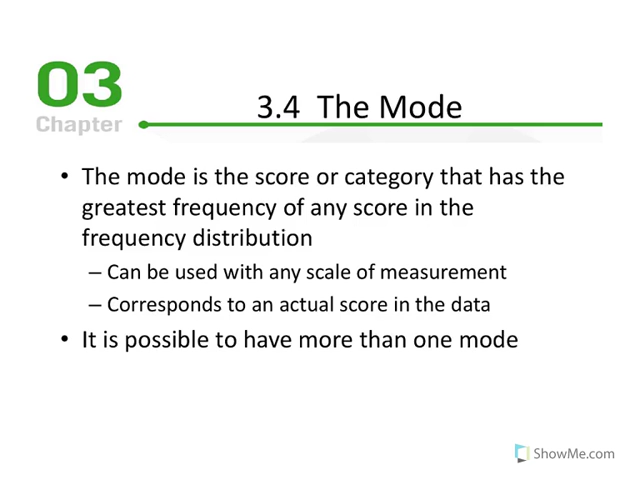 03
Chapter
3.4 The Mode
• The mode is the score or category that has the
greatest frequency of any score in the
frequency distribution
– Can be used with any scale of measurement
– Corresponds to an actual score in the data
• It is possible to have more than one mode
ShowMe.com